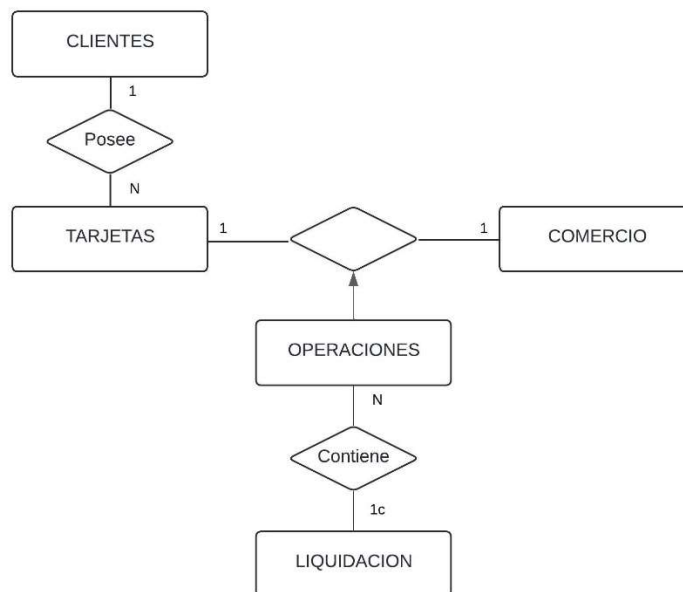 CLIENTES
1
Posee
N
TARJETAS
1
1
COMERCIO
OPERACIONES
N
Contiene
1c
LIQUIDACION